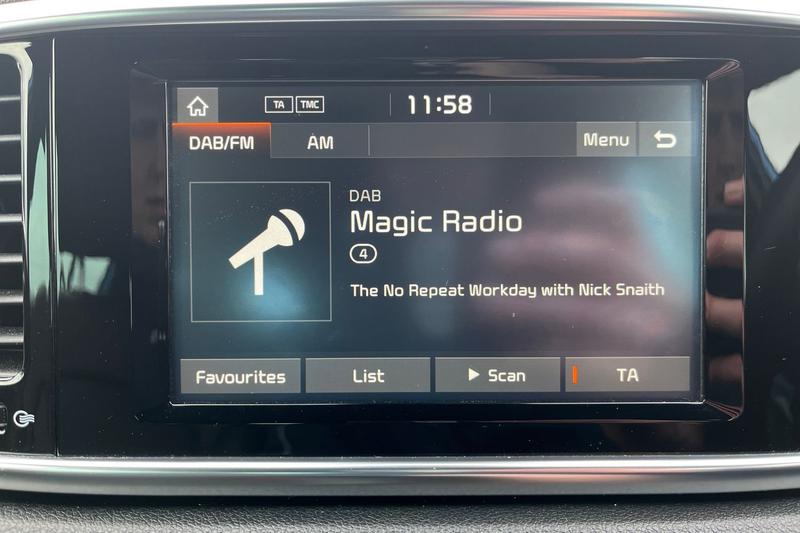 TA TMC 11:58
DAB/FM AM Menu
DAB
Magic Radio
4
The No Repeat Workday with Nick Snaith
Favourites List Scan TA